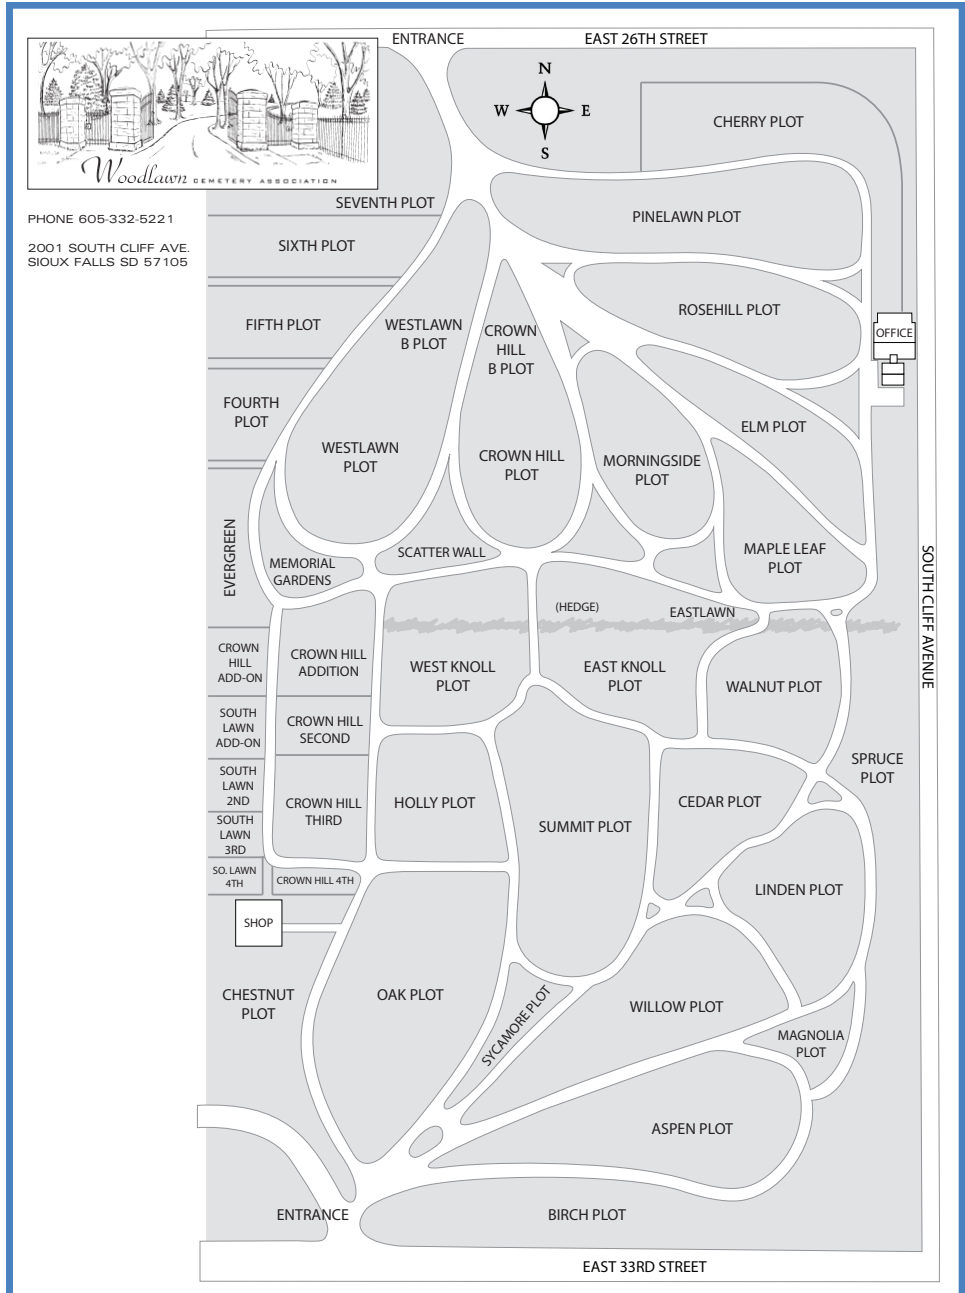 ENTRANCE
EAST 26TH STREET
N
W
E
S
CHERRY PLOT
Woodlawn CEMETERY ASSOCIATION
PHONE 605-332-5221
2001 SOUTH CLIFF AVE.
SIOUX FALLS SD 57105
SEVENTH PLOT
PINELAWN PLOT
SIXTH PLOT
ROSEHILL PLOT
FIFTH PLOT
WESTLAWN
B PLOT
CROWN
HILL
B PLOT
OFFICE
FOURTH
PLOT
ELM PLOT
WESTLAWN
PLOT
CROWN HILL
PLOT
MORNINGSIDE
PLOT
EVERGREEN
MEMORIAL
GARDENS
SCATTER WALL
MAPLE LEAF
PLOT
SOUTH CLIFF AVENUE
(HEDGE)
EASTLAWN
CROWN
HILL
ADD-ON
CROWN HILL
ADDITION
WEST KNOLL
PLOT
EAST KNOLL
PLOT
WALNUT PLOT
SOUTH
LAWN
ADD-ON
CROWN HILL
SECOND
SPRUCE
PLOT
SOUTH
LAWN
2ND
CROWN HILL
THIRD
HOLLY PLOT
CEDAR PLOT
SUMMIT PLOT
SOUTH
LAWN
3RD
SO. LAWN
4TH
CROWN HILL 4TH
LINDEN PLOT
SHOP
CHESTNUT
PLOT
OAK PLOT
SYCAMORE PLOT
WILLOW PLOT
MAGNOLIA
PLOT
ASPEN PLOT
ENTRANCE
BIRCH PLOT
EAST 33RD STREET